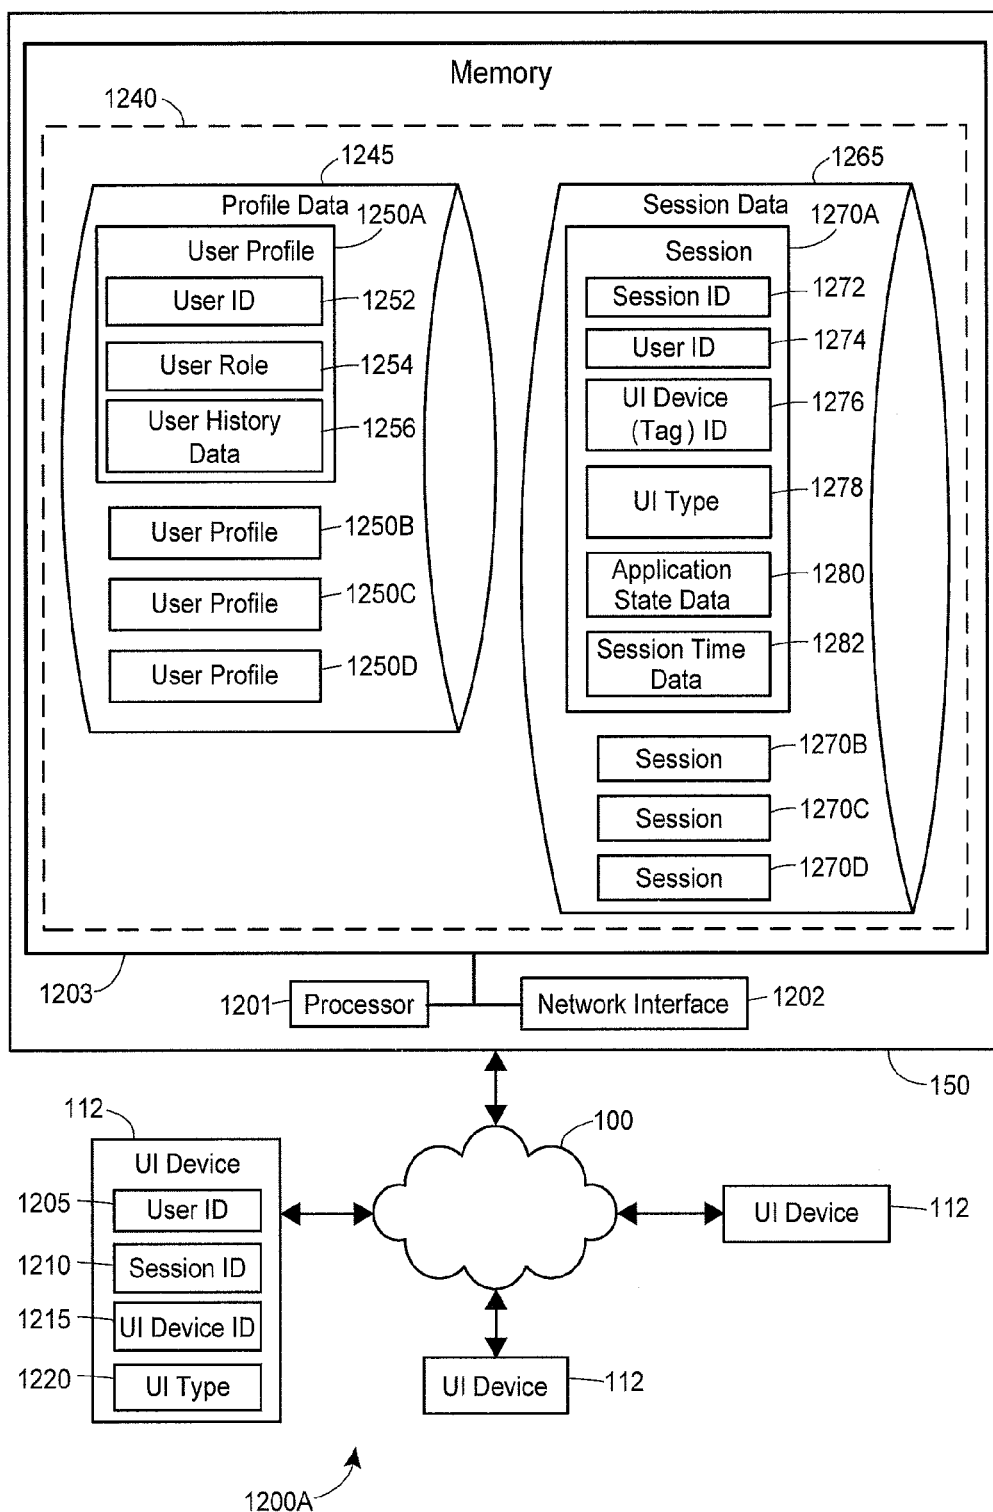 Memory
1240
1245
1265
Profile Data
1250A
Session Data
1270A
User Profile
Session
User ID
1252
Session ID
1272
User ID
1274
User Role
1254
UI Device
(Tag) ID
1276
User History
Data
1256
UI Type
1278
User Profile
1250B
Application
State Data
1280
User Profile
1250C
Session Time
Data
1282
User Profile
1250D
Session
1270B
Session
1270C
Session
1270D
1203
1201
Processor
Network Interface
1202
150
112
100
UI Device
1205
User ID
UI Device
112
1210
Session ID
1215
UI Device ID
1220
UI Type
UI Device
112
1200A